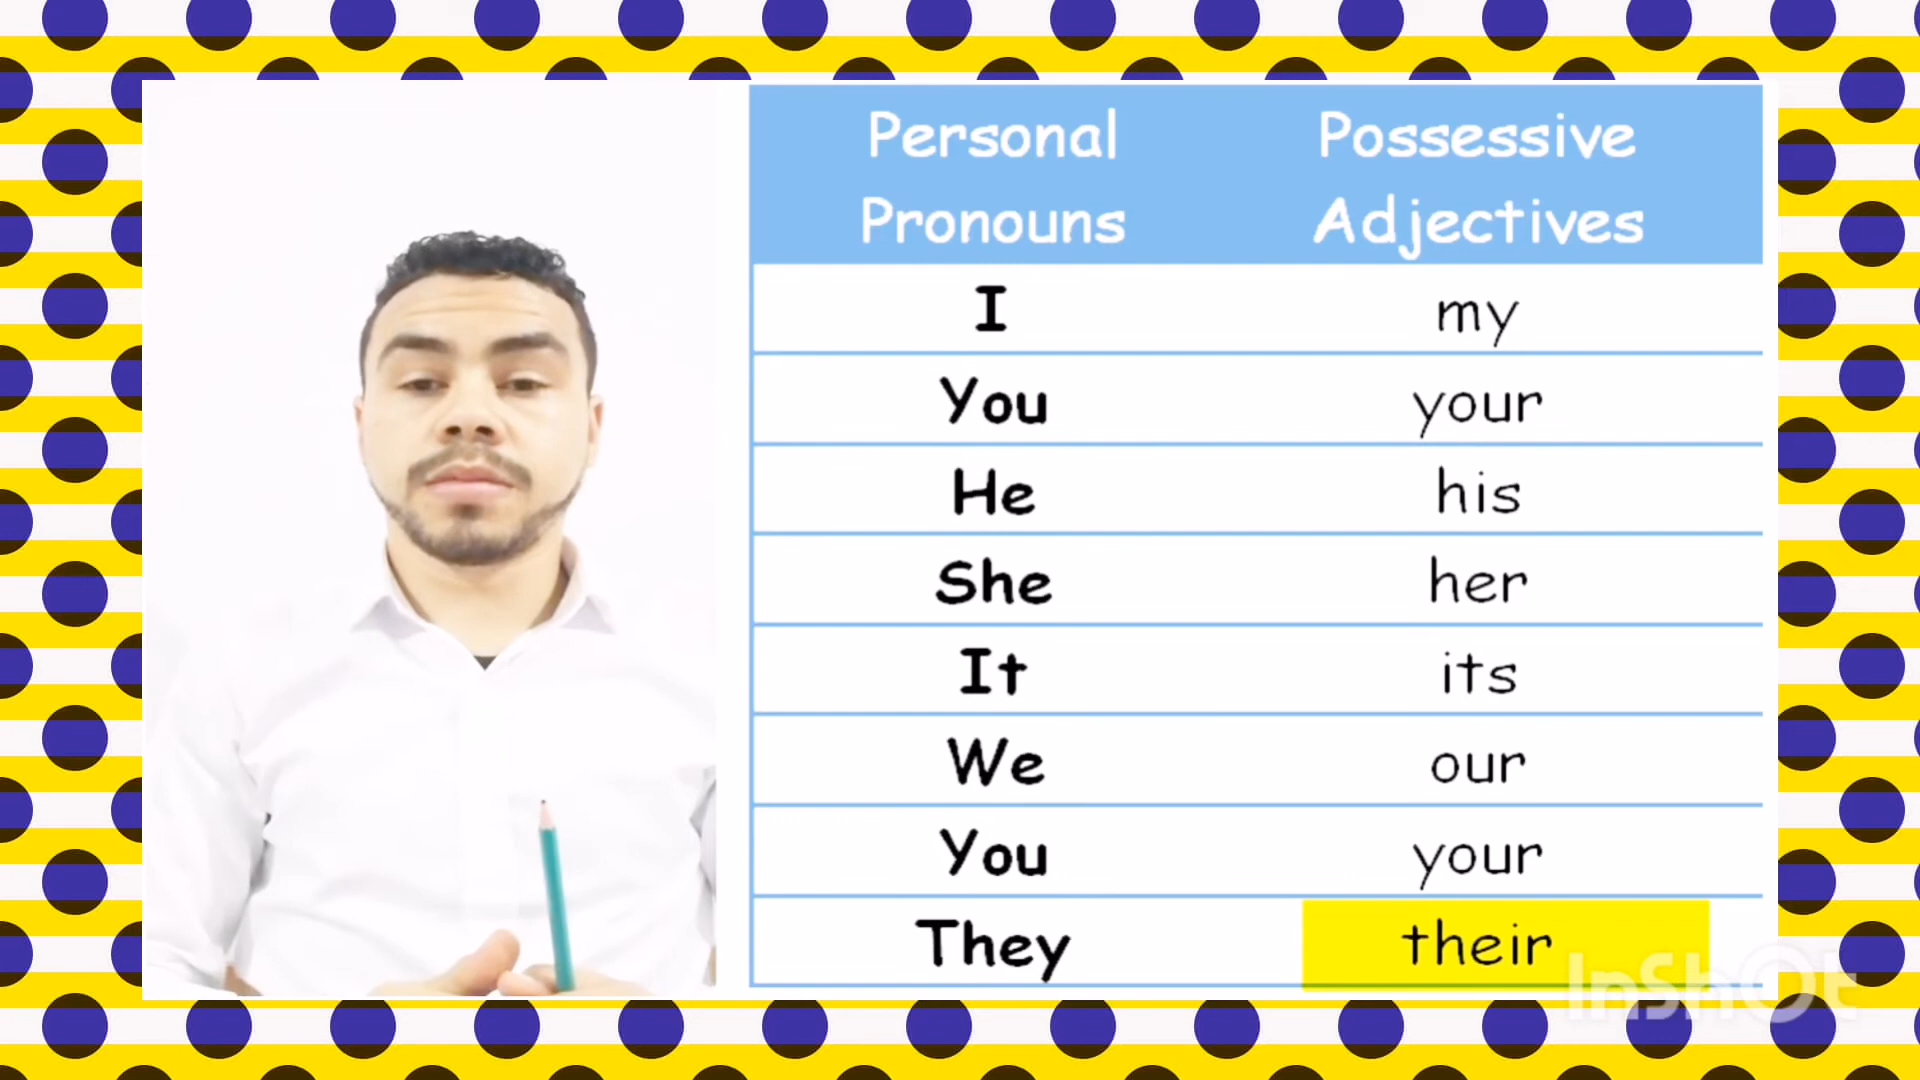 Personal Pronouns Possessive Adjectives
I my
You your
He his
She her
It its
We our
You your
They their
InShOt